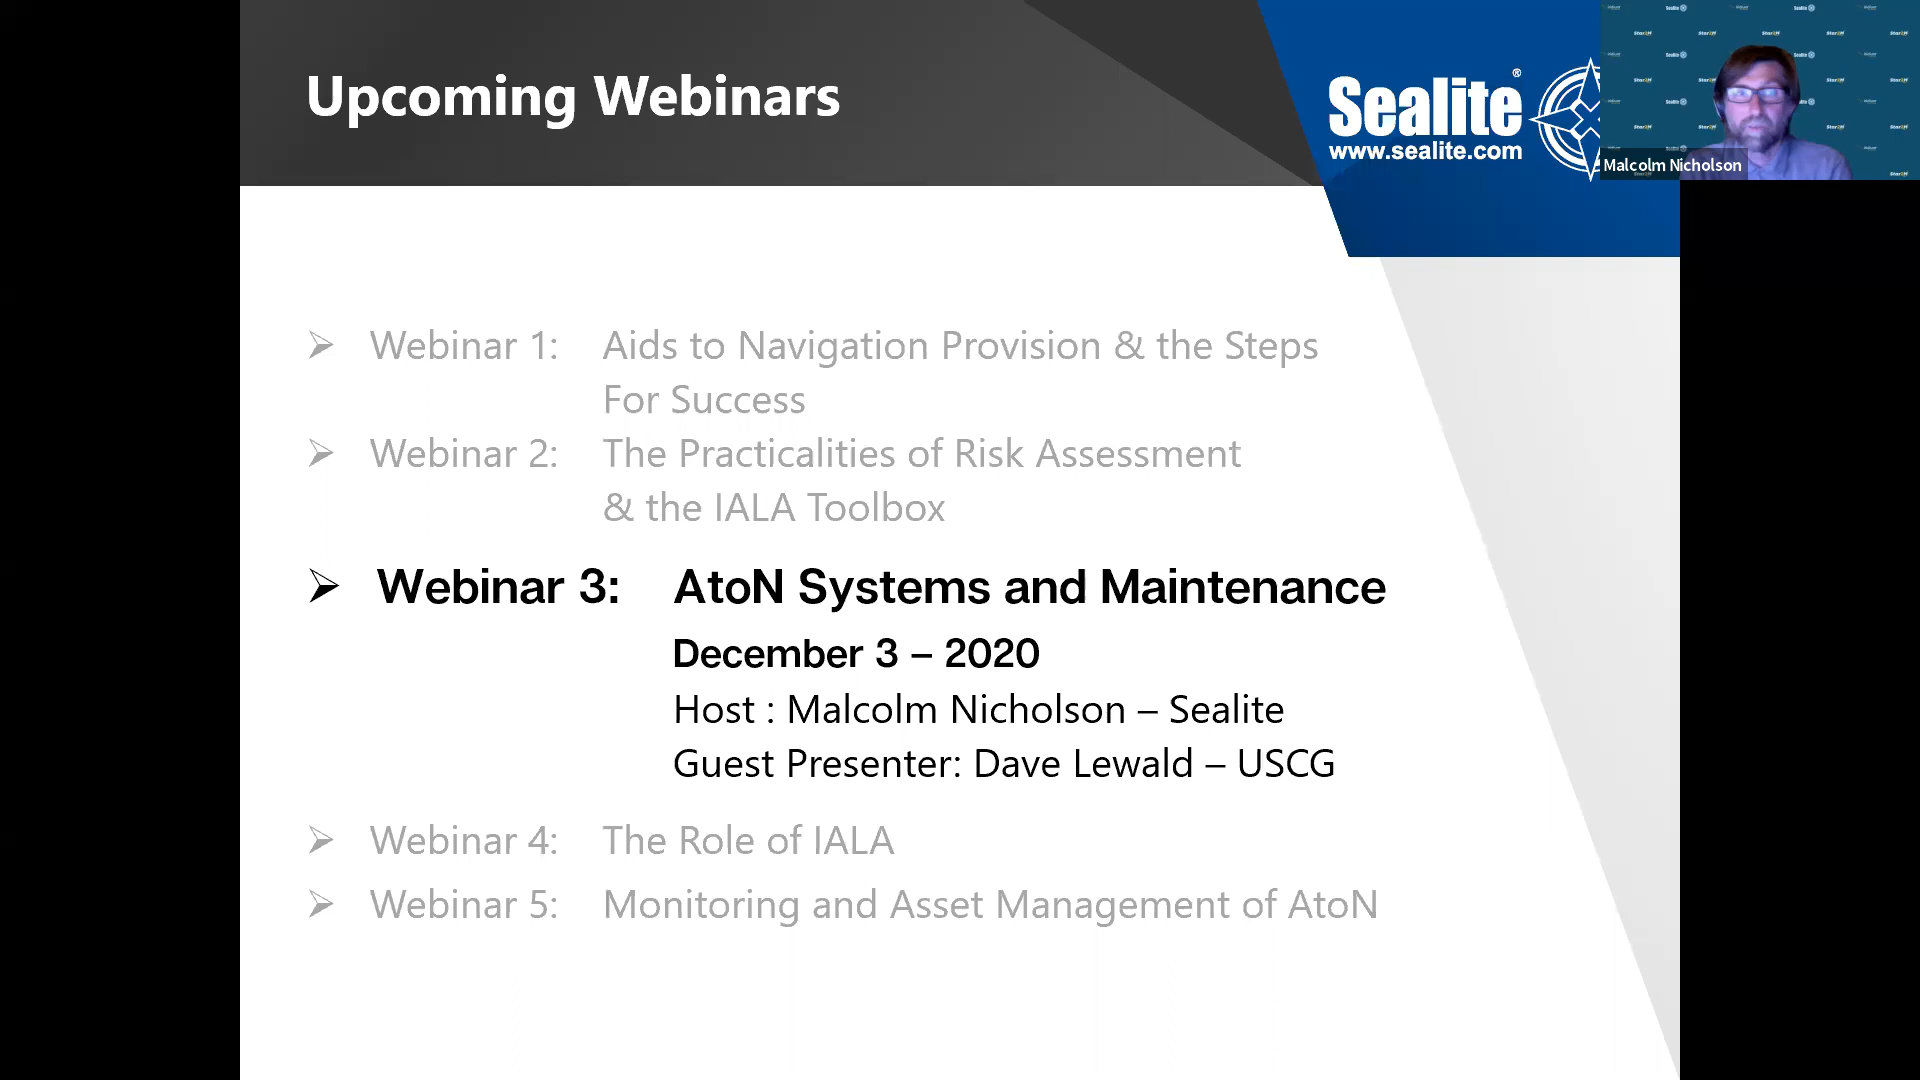 Upcoming Webinars
Sealite®
www.sealite.com
Malcolm Nicholson
➢ Webinar 1: Aids to Navigation Provision & the Steps
For Success
➢ Webinar 2: The Practicalities of Risk Assessment
& the IALA Toolbox
➢ Webinar 3: AtoN Systems and Maintenance
December 3 – 2020
Host : Malcolm Nicholson – Sealite
Guest Presenter: Dave Lewald – USCG
➢ Webinar 4: The Role of IALA
➢ Webinar 5: Monitoring and Asset Management of AtoN